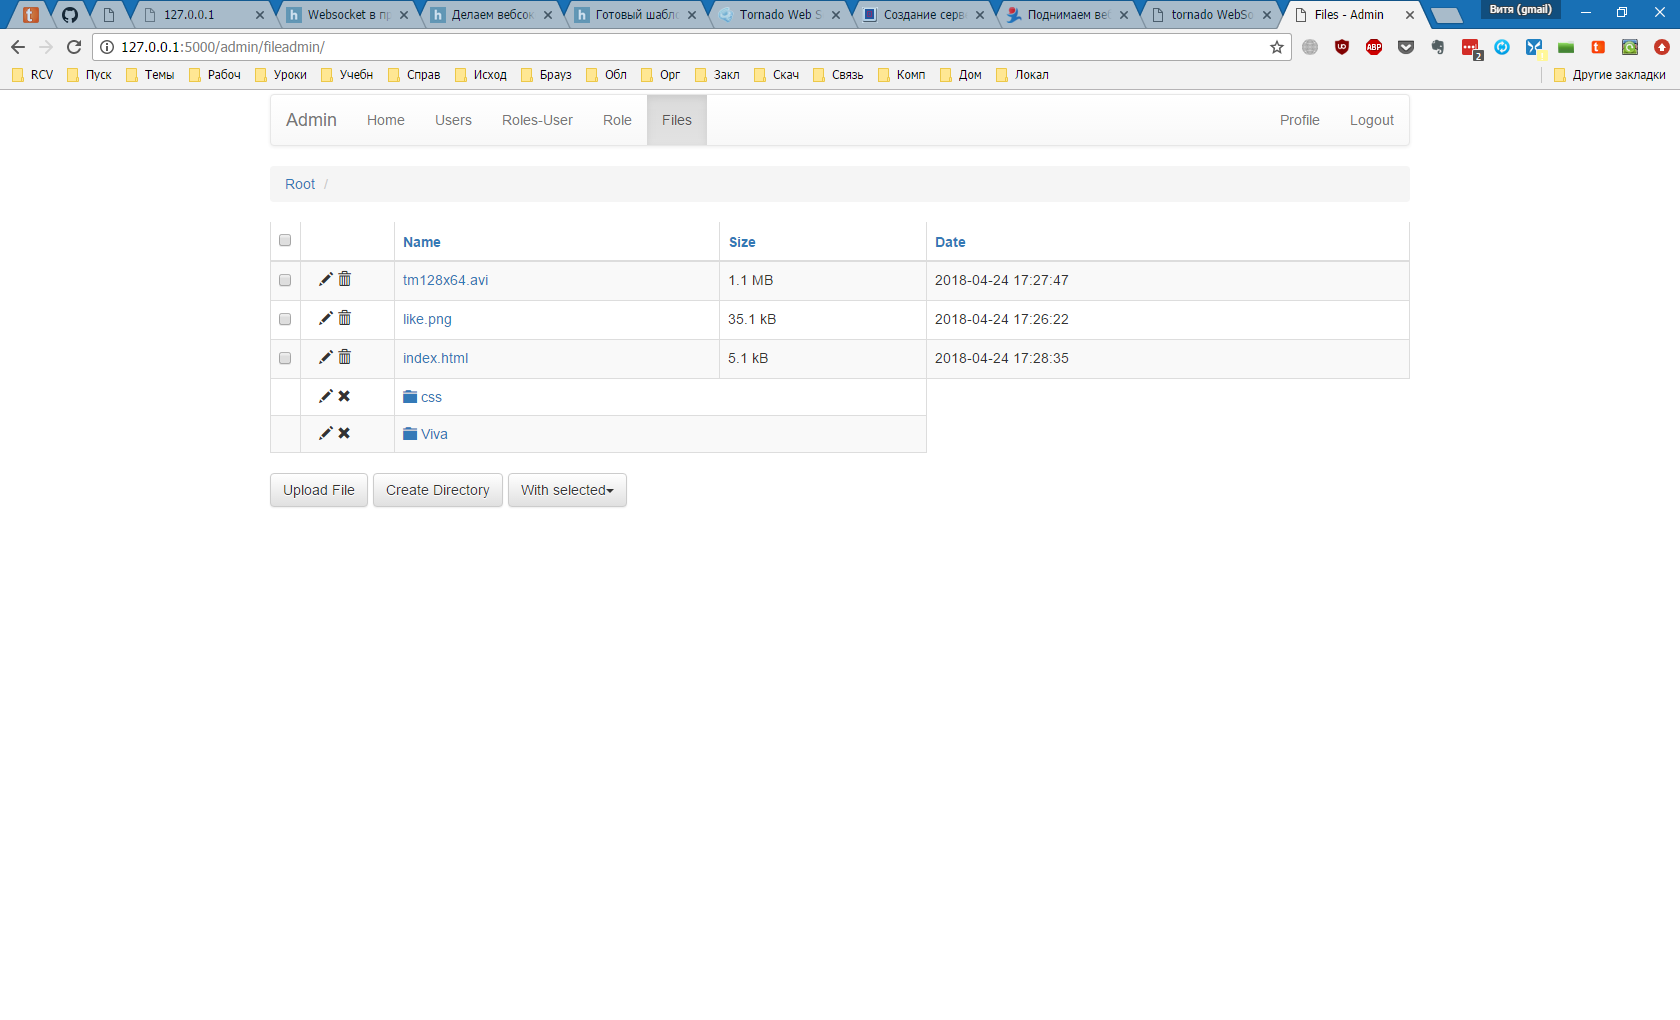 127.0.0.1
Websocket в пр
Делаем вебсок
Готовый шабло
Tornado Web S
Создание серв
Поднимаем веб
tornado WebSo
Files - Admin
Витя (gmail)
127.0.0.1:5000/admin/fileadmin/
2
RCV Пуск Темы Рабоч Уроки Учебн Справ Исход Брауз Обл Орг Закл Скач Связь Комп Дом Локал Другие закладки
Admin Home Users Roles-User Role Files Profile Logout
Root /
Name Size Date
tm128x64.avi 1.1 MB 2018-04-24 17:27:47
like.png 35.1 kB 2018-04-24 17:26:22
index.html 5.1 kB 2018-04-24 17:28:35
css
Viva
Upload File Create Directory With selected